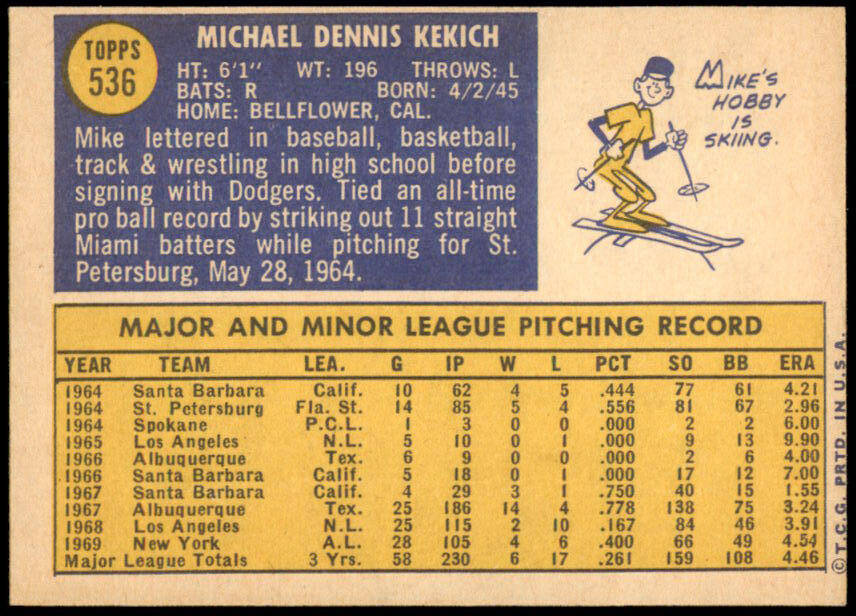 TOPPS
536
MICHAEL DENNIS KEKICH
HT: 6'1" WT: 196 THROWS: L
BATS: R BORN: 4/2/45
HOME: BELLFLOWER, CAL.
Mike lettered in baseball, basketball,
track & wrestling in high school before
signing with Dodgers. Tied an all-time
pro ball record by striking out 11 straight
Miami batters while pitching for St.
Petersburg, May 28, 1964.
MIKE'S
HOBBY
IS
SKIING.
MAJOR AND MINOR LEAGUE PITCHING RECORD
YEAR TEAM LEA. G IP W L PCT SO BB ERA
1964 Santa Barbara Calif. 10 62 4 5 .444 77 61 4.21
1964 St. Petersburg Fla. St. 14 85 5 4 .556 81 67 2.96
1964 Spokane P.C.L. 1 3 0 0 .000 2 2 6.00
1965 Los Angeles N.L. 5 10 0 1 .000 9 13 9.90
1966 Albuquerque Tex. 6 9 0 0 .000 2 6 4.00
1966 Santa Barbara Calif. 5 18 0 1 .000 17 12 7.00
1967 Santa Barbara Calif. 4 29 3 1 .750 40 15 1.55
1967 Albuquerque Tex. 25 186 14 4 .778 138 75 3.24
1968 Los Angeles N.L. 25 115 2 10 .167 84 46 3.91
1969 New York A.L. 28 105 4 6 .400 66 49 4.54
Major League Totals 3 Yrs. 58 230 6 17 .261 159 108 4.46
© T.C.G. PRTD. IN U.S.A.